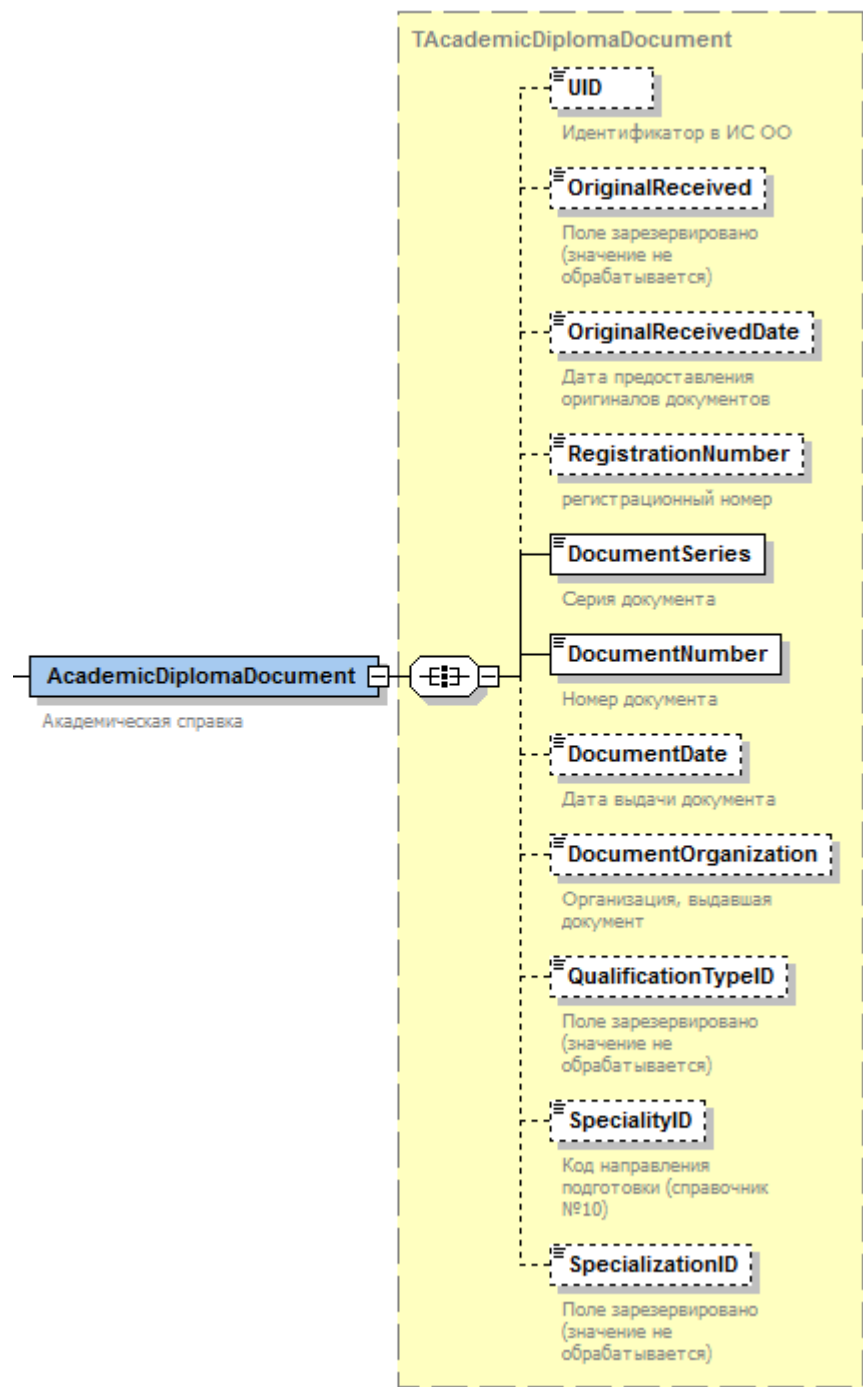 TAcademicDiplomaDocument
UID
Идентификатор в ИС ОО
OriginalReceived
Поле зарезервировано
(значение не
обрабатывается)
OriginalReceivedDate
Дата предоставления
оригиналов документов
RegistrationNumber
регистрационный номер
DocumentSeries
Серия документа
DocumentNumber
Номер документа
AcademicDiplomaDocument
Академическая справка
DocumentDate
Дата выдачи документа
DocumentOrganization
Организация, выдавшая
документ
QualificationTypeID
Поле зарезервировано
(значение не
обрабатывается)
SpecialityID
Код направления
подготовки (справочник
№10)
SpecializationID
Поле зарезервировано
(значение не
обрабатывается)